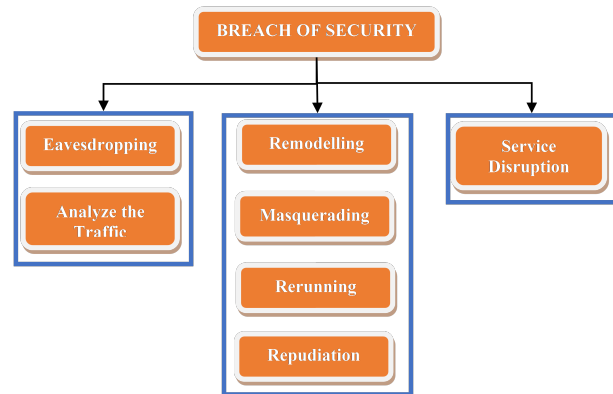 BREACH OF SECURITY
Eavesdropping
Analyze the
Traffic
Remodelling
Masquerading
Rerunning
Repudiation
Service
Disruption